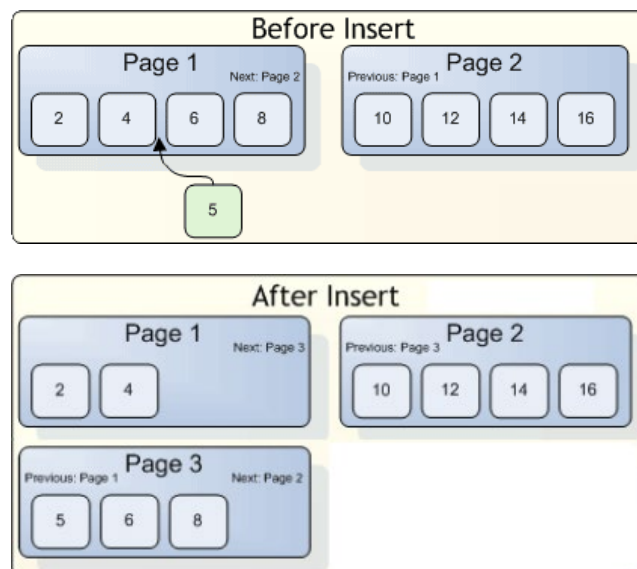 Before Insert
Page 1
Next: Page 2
2 4 6 8
Page 2
Previous: Page 1
10 12 14 16
5
After Insert
Page 1
Next: Page 3
2 4
Page 2
Previous: Page 3
10 12 14 16
Page 3
Previous: Page 1
Next: Page 2
5 6 8